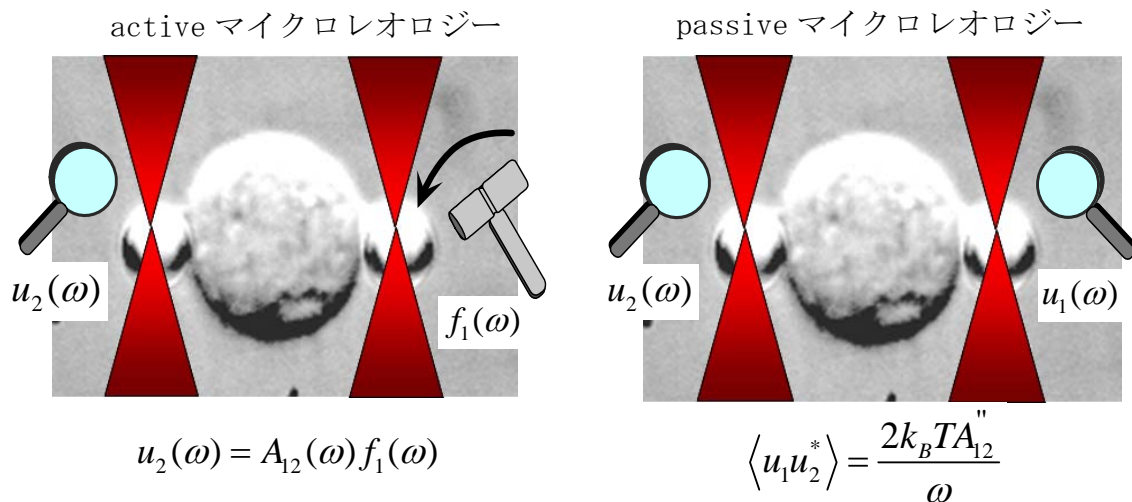 active マイクロレオロジー
passive マイクロレオロジー
u₂(ω)
f₁(ω)
u₂(ω)
u₁(ω)
u₂(ω) = A₁₂(ω) f₁(ω)
⟨u₁u₂*⟩ = 2k_BTA₁₂'' / ω